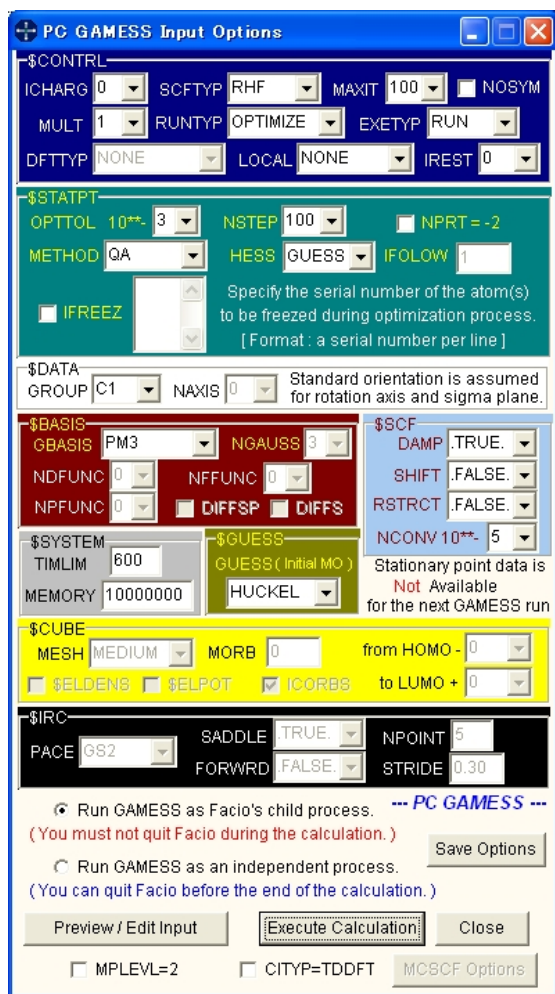 PC GAMESS Input Options
$CONTRL
ICHARG 0 SCFTYP RHF MAXIT 100 NOSYM
MULT 1 RUNTYP OPTIMIZE EXETYP RUN
DFTTYP NONE LOCAL NONE IREST 0
$STATPT
OPTTOL 10**- 3 NSTEP 100 NPRT = -2
METHOD QA HESS GUESS IFOLOW 1
IFREEZ
Specify the serial number of the atom(s)
to be freezed during optimization process.
[ Format : a serial number per line ]
$DATA
GROUP C1 NAXIS 0
Standard orientation is assumed
for rotation axis and sigma plane.
$BASIS
GBASIS PM3 NGAUSS 3
NDFUNC 0 NFFUNC 0
NPFUNC 0 DIFFSP DIFFS
$SCF
DAMP .TRUE.
SHIFT .FALSE.
RSTRCT .FALSE.
NCONV 10**- 5
$SYSTEM
TIMLIM 600
MEMORY 10000000
$GUESS
GUESS ( Initial MO )
HUCKEL
Stationary point data is
Not Available
for the next GAMESS run
$CUBE
MESH MEDIUM MORB 0 from HOMO - 0
$ELDENS $ELPOT ICORBS to LUMO + 0
$IRC
PACE GS2 SADDLE .TRUE. NPOINT 5
FORWRD .FALSE. STRIDE 0.30
Run GAMESS as Facio's child process. --- PC GAMESS ---
( You must not quit Facio during the calculation. )
Save Options
Run GAMESS as an independent process.
( You can quit Facio before the end of the calculation. )
Preview / Edit Input Execute Calculation Close
MPLEVL=2 CITYP=TDDFT MCSCF Options